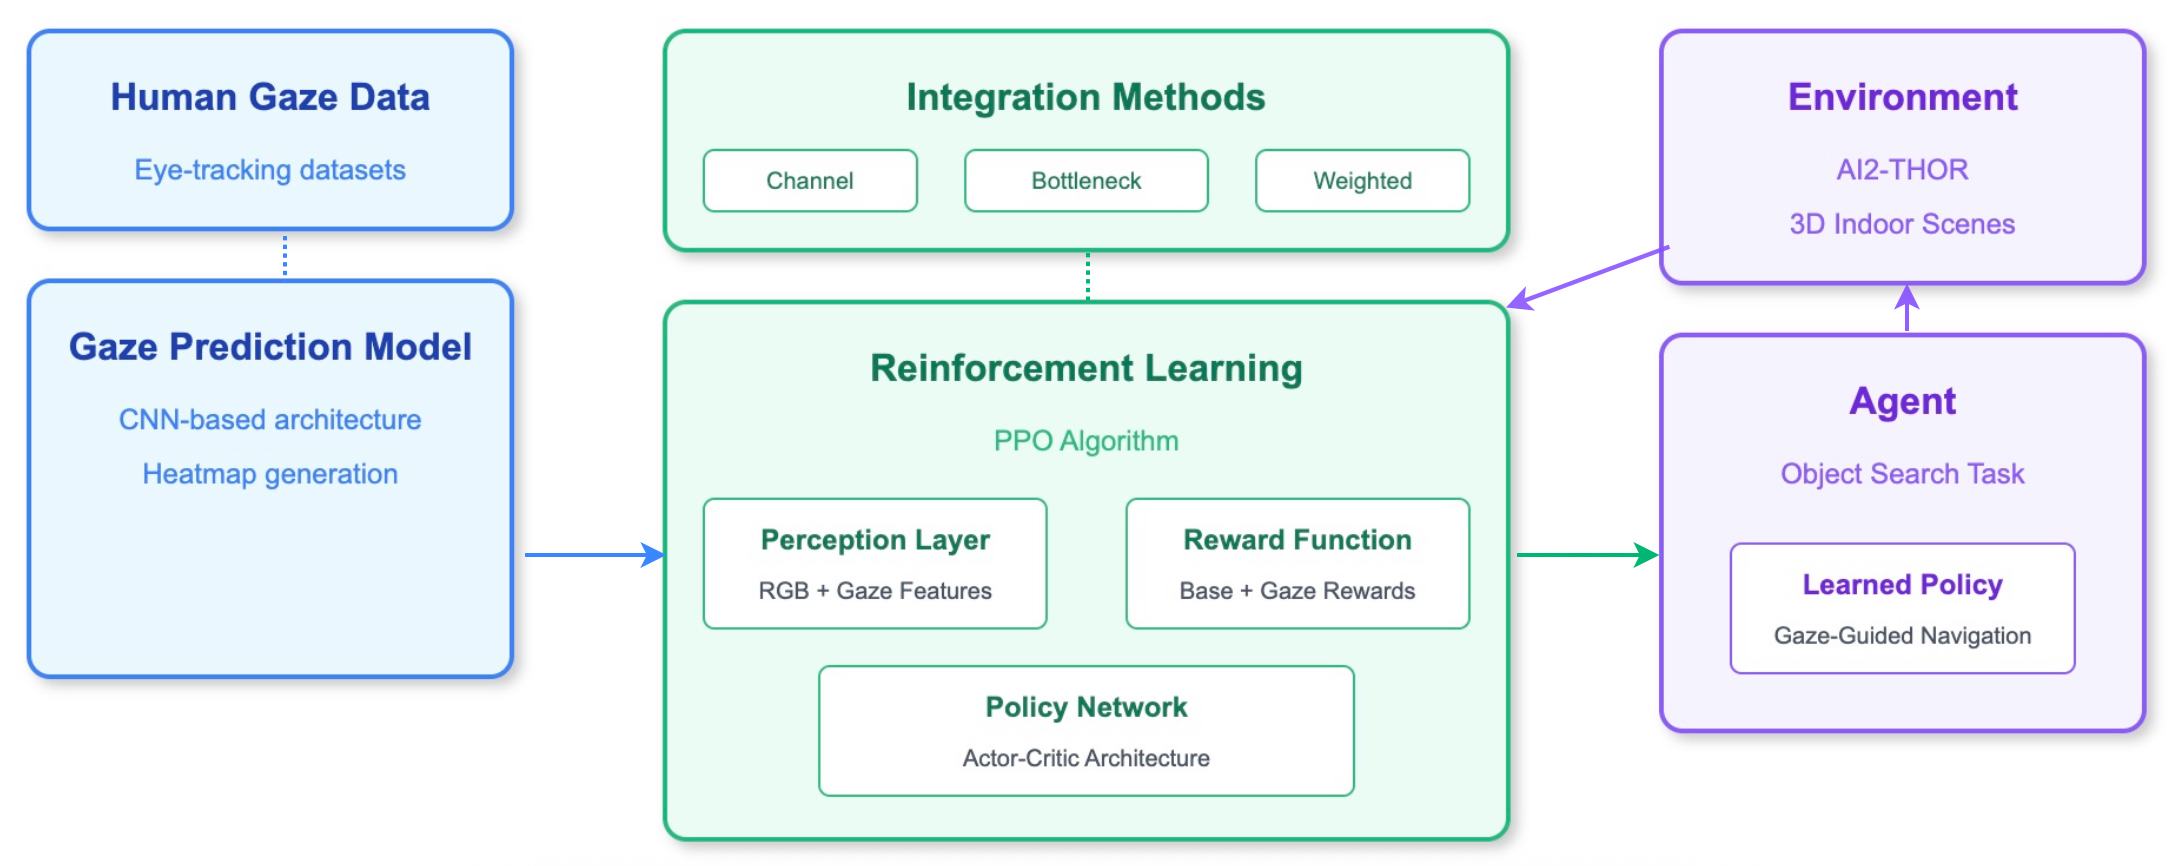 Human Gaze Data
Eye-tracking datasets
Gaze Prediction Model
CNN-based architecture
Heatmap generation
Integration Methods
Channel
Bottleneck
Weighted
Reinforcement Learning
PPO Algorithm
Perception Layer
RGB + Gaze Features
Reward Function
Base + Gaze Rewards
Policy Network
Actor-Critic Architecture
Environment
AI2-THOR
3D Indoor Scenes
Agent
Object Search Task
Learned Policy
Gaze-Guided Navigation